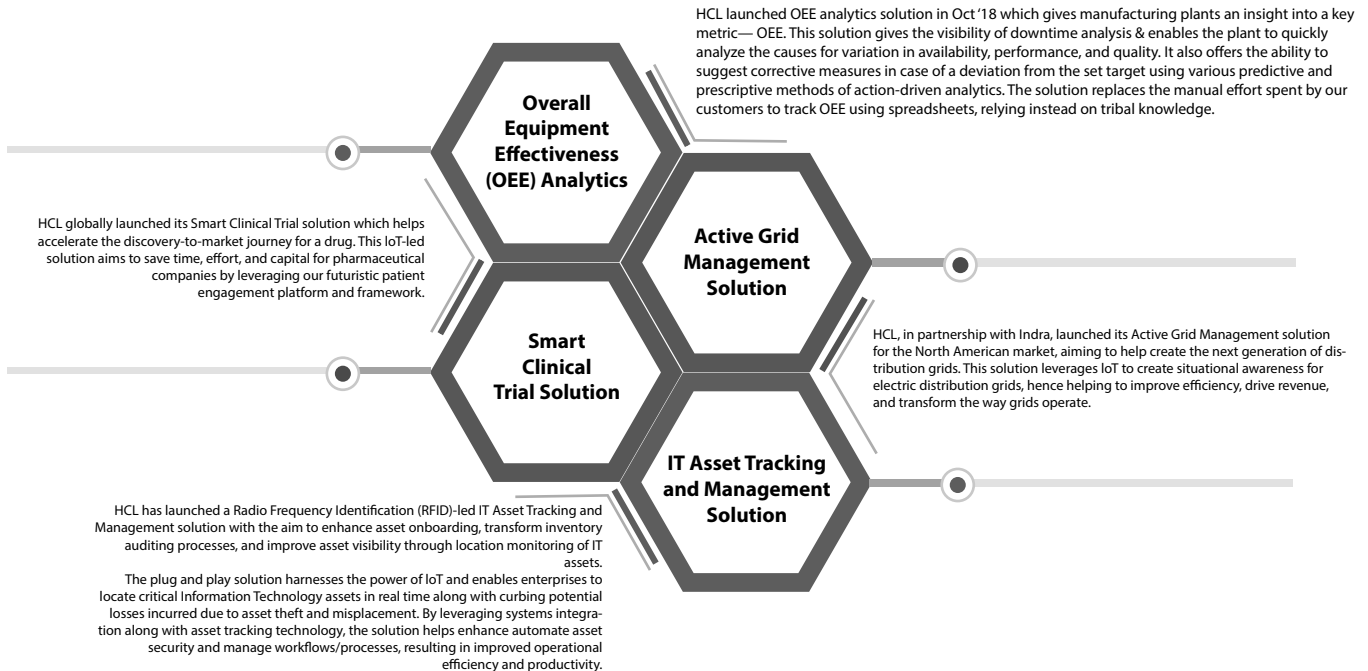 HCL launched OEE analytics solution in Oct ‘18 which gives manufacturing plants an insight into a key
metric— OEE. This solution gives the visibility of downtime analysis & enables the plant to quickly
analyze the causes for variation in availability, performance, and quality. It also offers the ability to
suggest corrective measures in case of a deviation from the set target using various predictive and
prescriptive methods of action-driven analytics. The solution replaces the manual effort spent by our
customers to track OEE using spreadsheets, relying instead on tribal knowledge.
Overall
Equipment
Effectiveness
(OEE) Analytics
HCL globally launched its Smart Clinical Trial solution which helps
accelerate the discovery-to-market journey for a drug. This IoT-led
solution aims to save time, effort, and capital for pharmaceutical
companies by leveraging our futuristic patient
engagement platform and framework.
Active Grid
Management
Solution
Smart
Clinical
Trial Solution
HCL, in partnership with Indra, launched its Active Grid Management solution
for the North American market, aiming to help create the next generation of dis-
tribution grids. This solution leverages IoT to create situational awareness for
electric distribution grids, hence helping to improve efficiency, drive revenue,
and transform the way grids operate.
IT Asset Tracking
and Management
Solution
HCL has launched a Radio Frequency Identification (RFID)-led IT Asset Tracking and
Management solution with the aim to enhance asset onboarding, transform inventory
auditing processes, and improve asset visibility through location monitoring of IT
assets.
The plug and play solution harnesses the power of IoT and enables enterprises to
locate critical Information Technology assets in real time along with curbing potential
losses incurred due to asset theft and misplacement. By leveraging systems integra-
tion along with asset tracking technology, the solution helps enhance automate asset
security and manage workflows/processes, resulting in improved operational
efficiency and productivity.